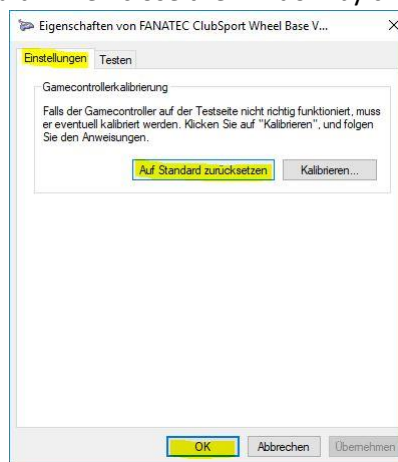 Eigenschaften von FANATEC ClubSport Wheel Base V...
Einstellungen Testen
Gamecontrollerkalibrierung
Falls der Gamecontroller auf der Testseite nicht richtig funktioniert, muss
er eventuell kalibriert werden. Klicken Sie auf "Kalibrieren", und folgen
Sie den Anweisungen.
Auf Standard zurücksetzen Kalibrieren...
OK Abbrechen Übernehmen